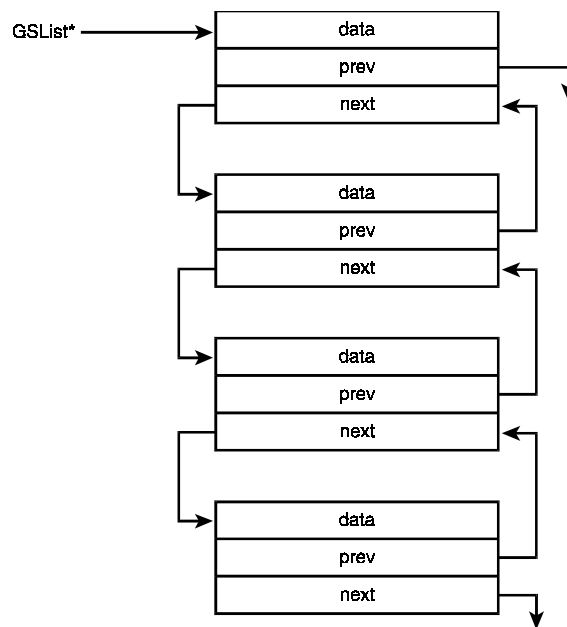 GSList*
data
prev
next
data
prev
next
data
prev
next
data
prev
next